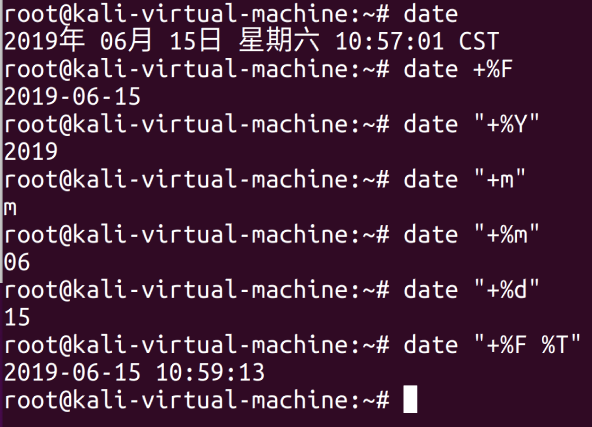 root@kali-virtual-machine:~# date
2019年 06月 15日 星期六 10:57:01 CST
root@kali-virtual-machine:~# date +%F
2019-06-15
root@kali-virtual-machine:~# date "+%Y"
2019
root@kali-virtual-machine:~# date "+m"
m
root@kali-virtual-machine:~# date "+%m"
06
root@kali-virtual-machine:~# date "+%d"
15
root@kali-virtual-machine:~# date "+%F %T"
2019-06-15 10:59:13
root@kali-virtual-machine:~#